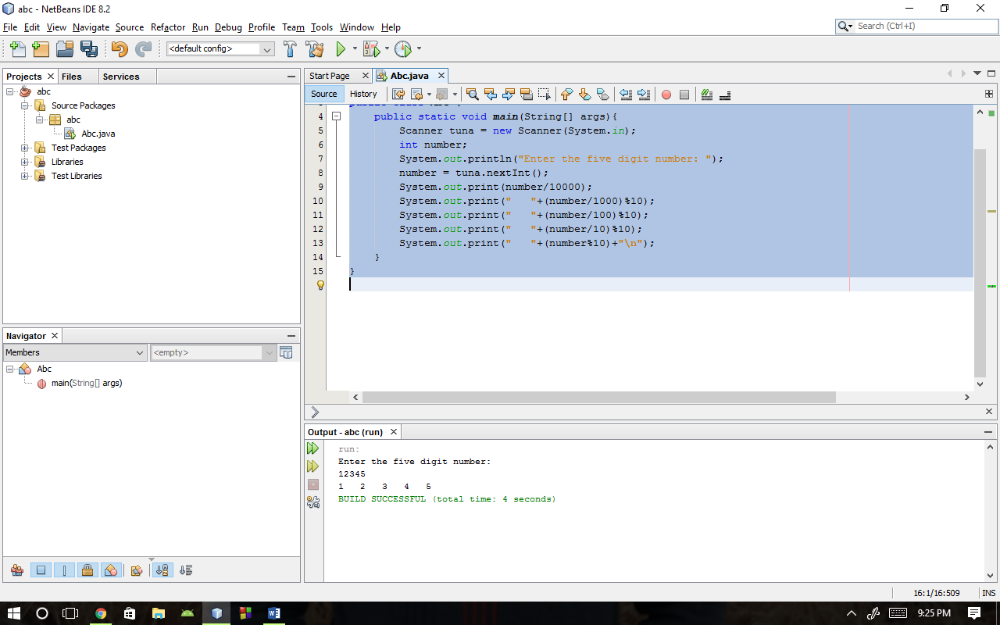 abc - NetBeans IDE 8.2
File Edit View Navigate Source Refactor Run Debug Profile Team Tools Window Help
Search (Ctrl+I)
<default config>
Projects Files Services
abc
Source Packages
abc
Abc.java
Test Packages
Libraries
Test Libraries
Navigator
Members <empty>
Abc
main(String[] args)
Start Page Abc.java
Source History
4 public static void main(String[] args){
5 Scanner tuna = new Scanner(System.in);
6 int number;
7 System.out.println("Enter the five digit number: ");
8 number = tuna.nextInt();
9 System.out.print(number/10000);
10 System.out.print("   "+(number/1000)%10);
11 System.out.print("   "+(number/100)%10);
12 System.out.print("   "+(number/10)%10);
13 System.out.print("   "+(number%10)+"\n");
14 }
15 }
Output - abc (run)
run:
Enter the five digit number:
12345
1   2   3   4   5
BUILD SUCCESSFUL (total time: 4 seconds)
16:1/16:509 INS
9:25 PM